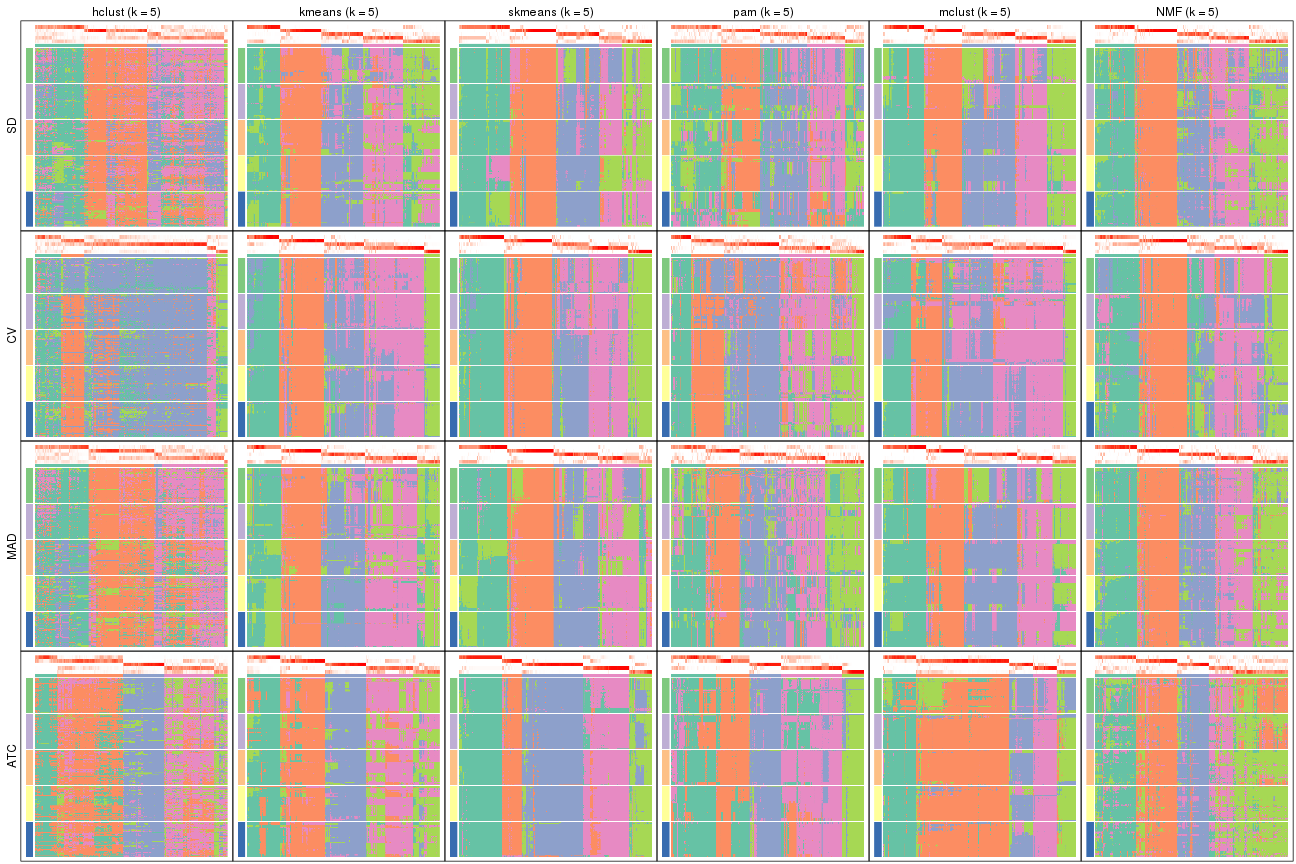 hclust (k = 5)
kmeans (k = 5)
skmeans (k = 5)
pam (k = 5)
mclust (k = 5)
NMF (k = 5)
SD
CV
MAD
ATC